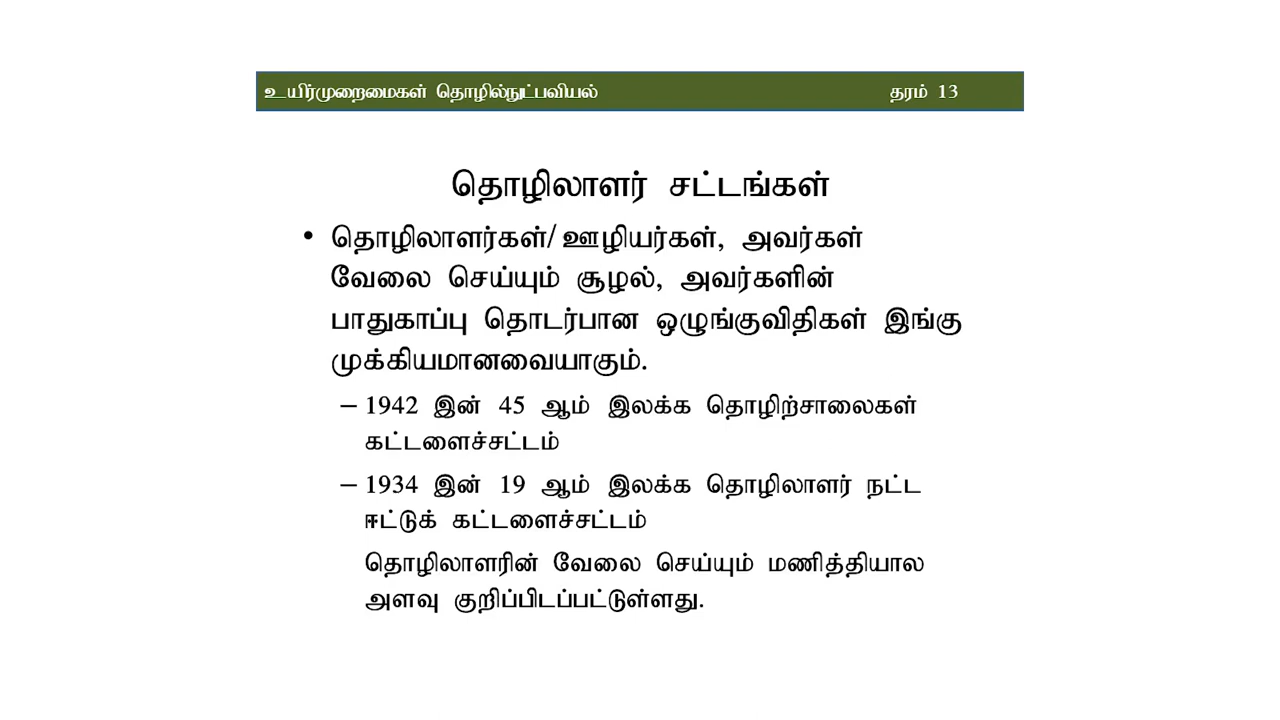 உயிர்முறைமைகள் தொழில்நுட்பவியல் தரம் 13
தொழிலாளர் சட்டங்கள்
• தொழிலாளர்கள்/ ஊழியர்கள், அவர்கள்
வேலை செய்யும் சூழல், அவர்களின்
பாதுகாப்பு தொடர்பான ஒழுங்குவிதிகள் இங்கு
முக்கியமானவையாகும்.
– 1942 இன் 45 ஆம் இலக்க தொழிற்சாலைகள்
கட்டளைச்சட்டம்
– 1934 இன் 19 ஆம் இலக்க தொழிலாளர் நட்ட
ஈட்டுக் கட்டளைச்சட்டம்
தொழிலாளரின் வேலை செய்யும் மணித்தியால
அளவு குறிப்பிடப்பட்டுள்ளது.